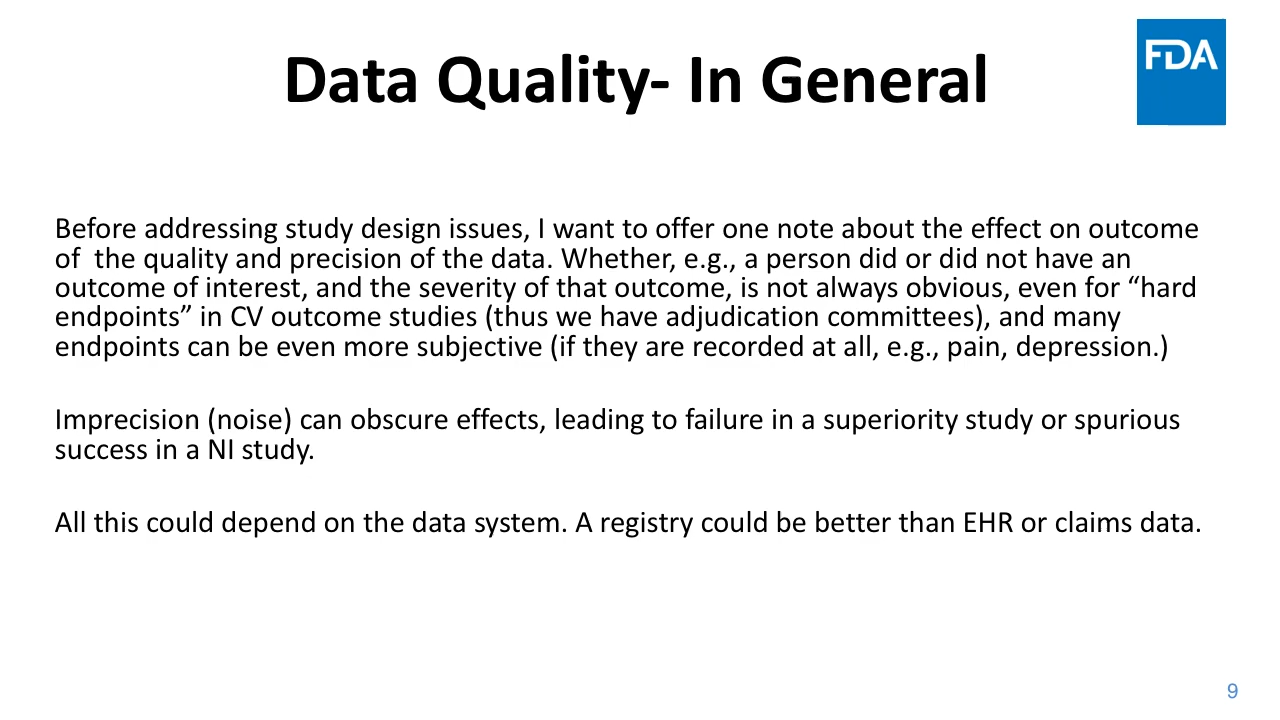 FDA
Data Quality- In General
Before addressing study design issues, I want to offer one note about the effect on outcome
of  the quality and precision of the data. Whether, e.g., a person did or did not have an
outcome of interest, and the severity of that outcome, is not always obvious, even for “hard
endpoints” in CV outcome studies (thus we have adjudication committees), and many
endpoints can be even more subjective (if they are recorded at all, e.g., pain, depression.)
Imprecision (noise) can obscure effects, leading to failure in a superiority study or spurious
success in a NI study.
All this could depend on the data system. A registry could be better than EHR or claims data.
9